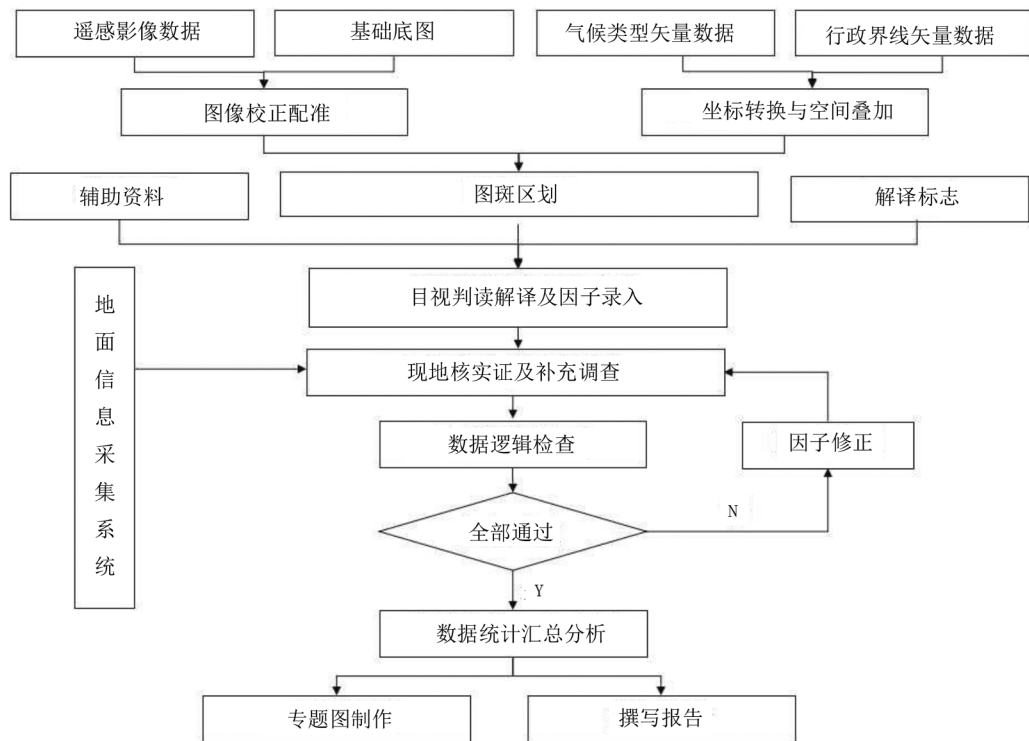 遥感影像数据
基础底图
气候类型矢量数据
行政界线矢量数据
图像校正配准
坐标转换与空间叠加
辅助资料
图斑区划
解译标志
目视判读解译及因子录入
地面信息采集系统
现地核实证及补充调查
数据逻辑检查
因子修正
全部通过
N
Y
数据统计汇总分析
专题图制作
撰写报告